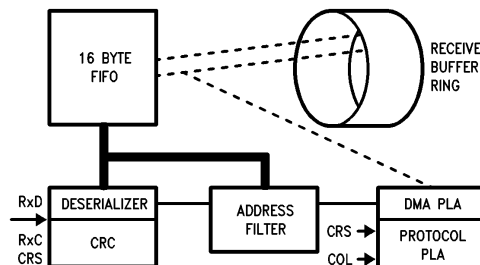 16 BYTE
FIFO
RECEIVE
BUFFER
RING
RxD
DESERIALIZER
ADDRESS
FILTER
DMA PLA
RxC
CRS
CRC
CRS
COL
PROTOCOL
PLA